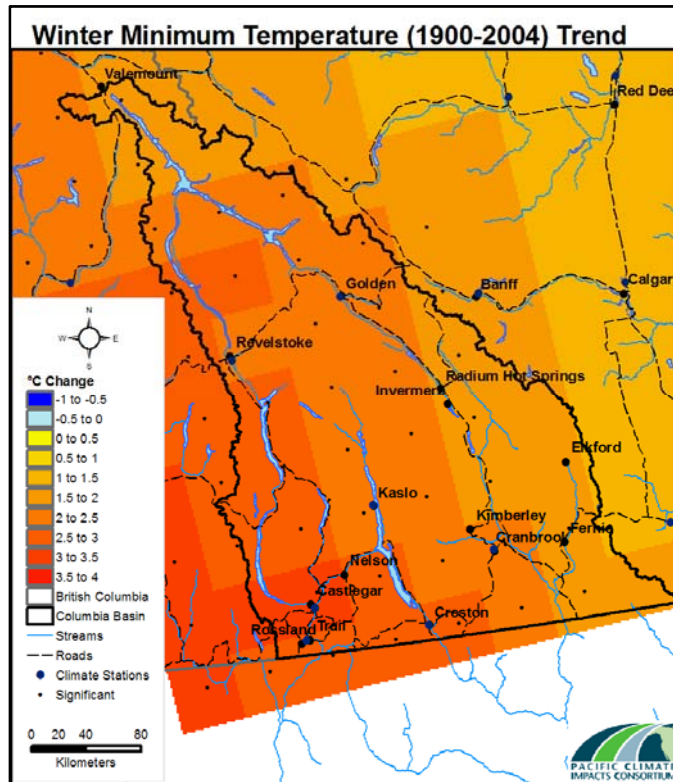 Winter Minimum Temperature (1900-2004) Trend
Valemount
Red Dee
Golden
Banff
Calgar
Revelstoke
Radium Hot Springs
Invermer
Elkford
Kaslo
Kimberley
Fernie
Cranbrook
Nelson
Castlegar
Creston
Trail
Rossland
N
W
E
S
°C Change
-1 to -0.5
-0.5 to 0
0 to 0.5
0.5 to 1
1 to 1.5
1.5 to 2
2 to 2.5
2.5 to 3
3 to 3.5
3.5 to 4
British Columbia
Columbia Basin
Streams
Roads
Climate Stations
Significant
0 20 40 80
Kilometers
PACIFIC CLIMATE
IMPACTS CONSORTIUM